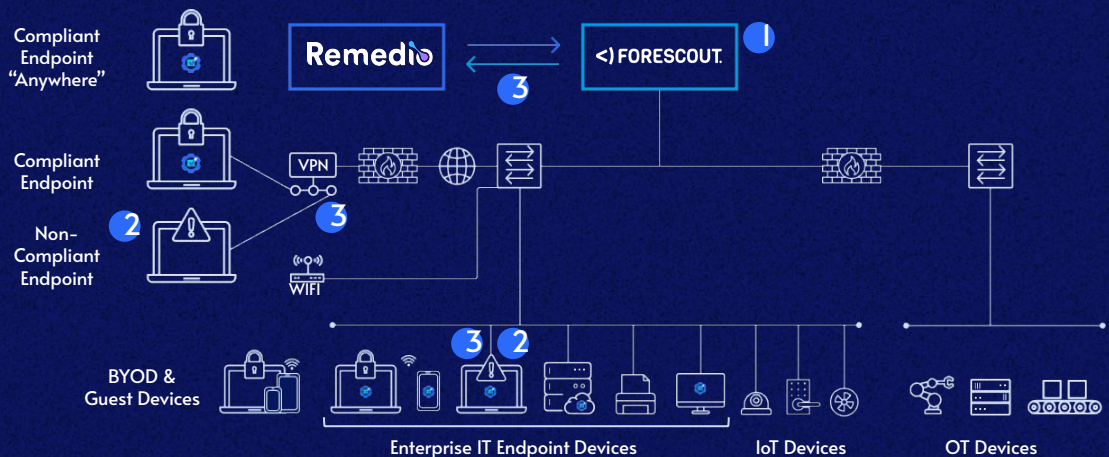 Compliant
Endpoint
“Anywhere”
Remedio
3
<) FORESCOUT.
1
Compliant
Endpoint
VPN
3
2
Non-
Compliant
Endpoint
WIFI
3
2
BYOD &
Guest Devices
Enterprise IT Endpoint Devices
IoT Devices
OT Devices